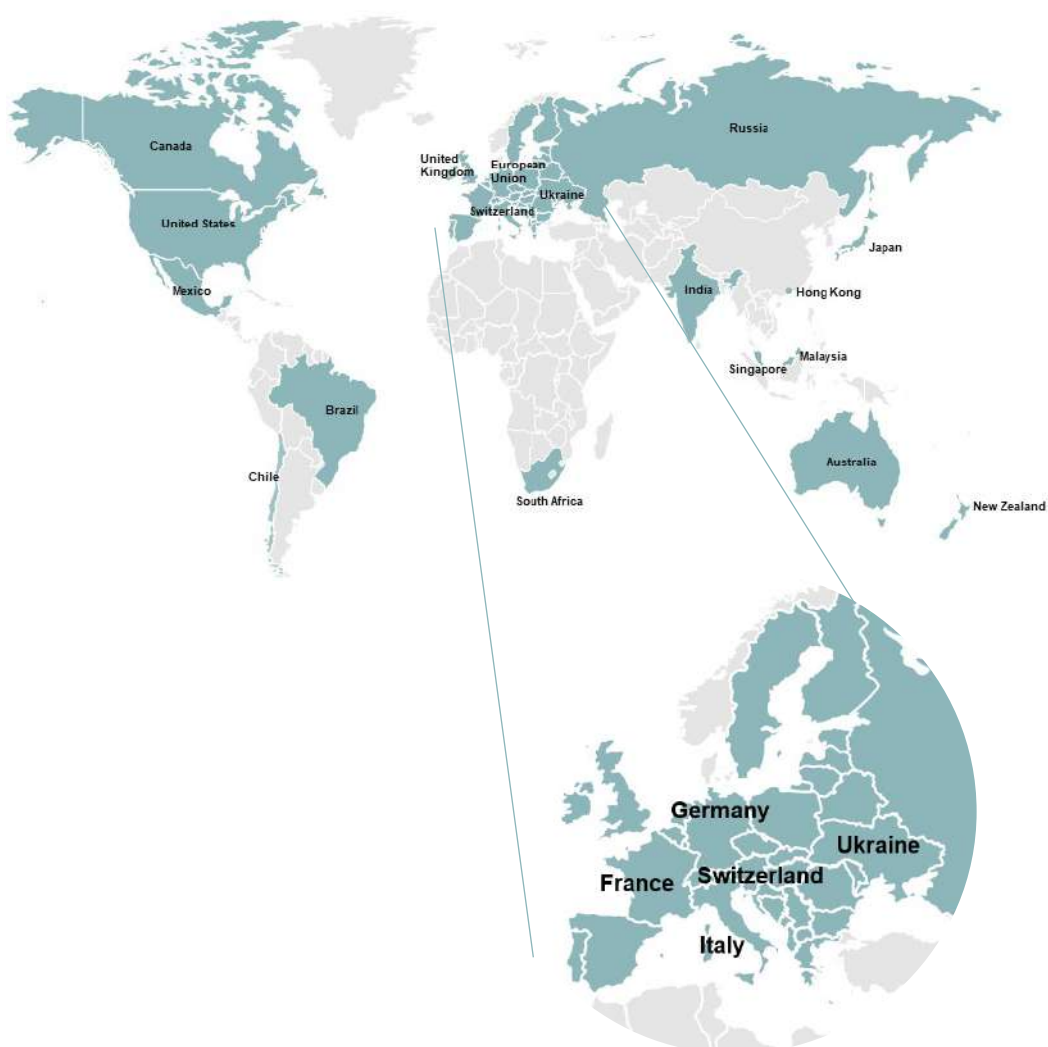 Canada
Russia
United
Kingdom
European
Union
Ukraine
Switzerland
United States
Japan
Mexico
India
Hong Kong
Malaysia
Singapore
Brazil
Chile
Australia
South Africa
New Zealand
Germany
Ukraine
Switzerland
France
Italy